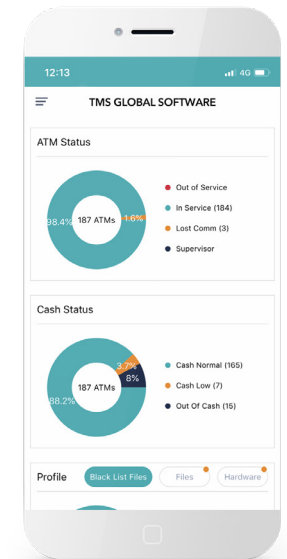 12:13
4G
TMS GLOBAL SOFTWARE
ATM Status
Out of Service
In Service (184)
98.4%
187 ATMs
1.6%
Lost Comm (3)
Supervisor
Cash Status
3.7%
Cash Normal (165)
8%
187 ATMs
Cash Low (7)
88.2%
Out Of Cash (15)
Profile
Black List Files
Files
Hardware